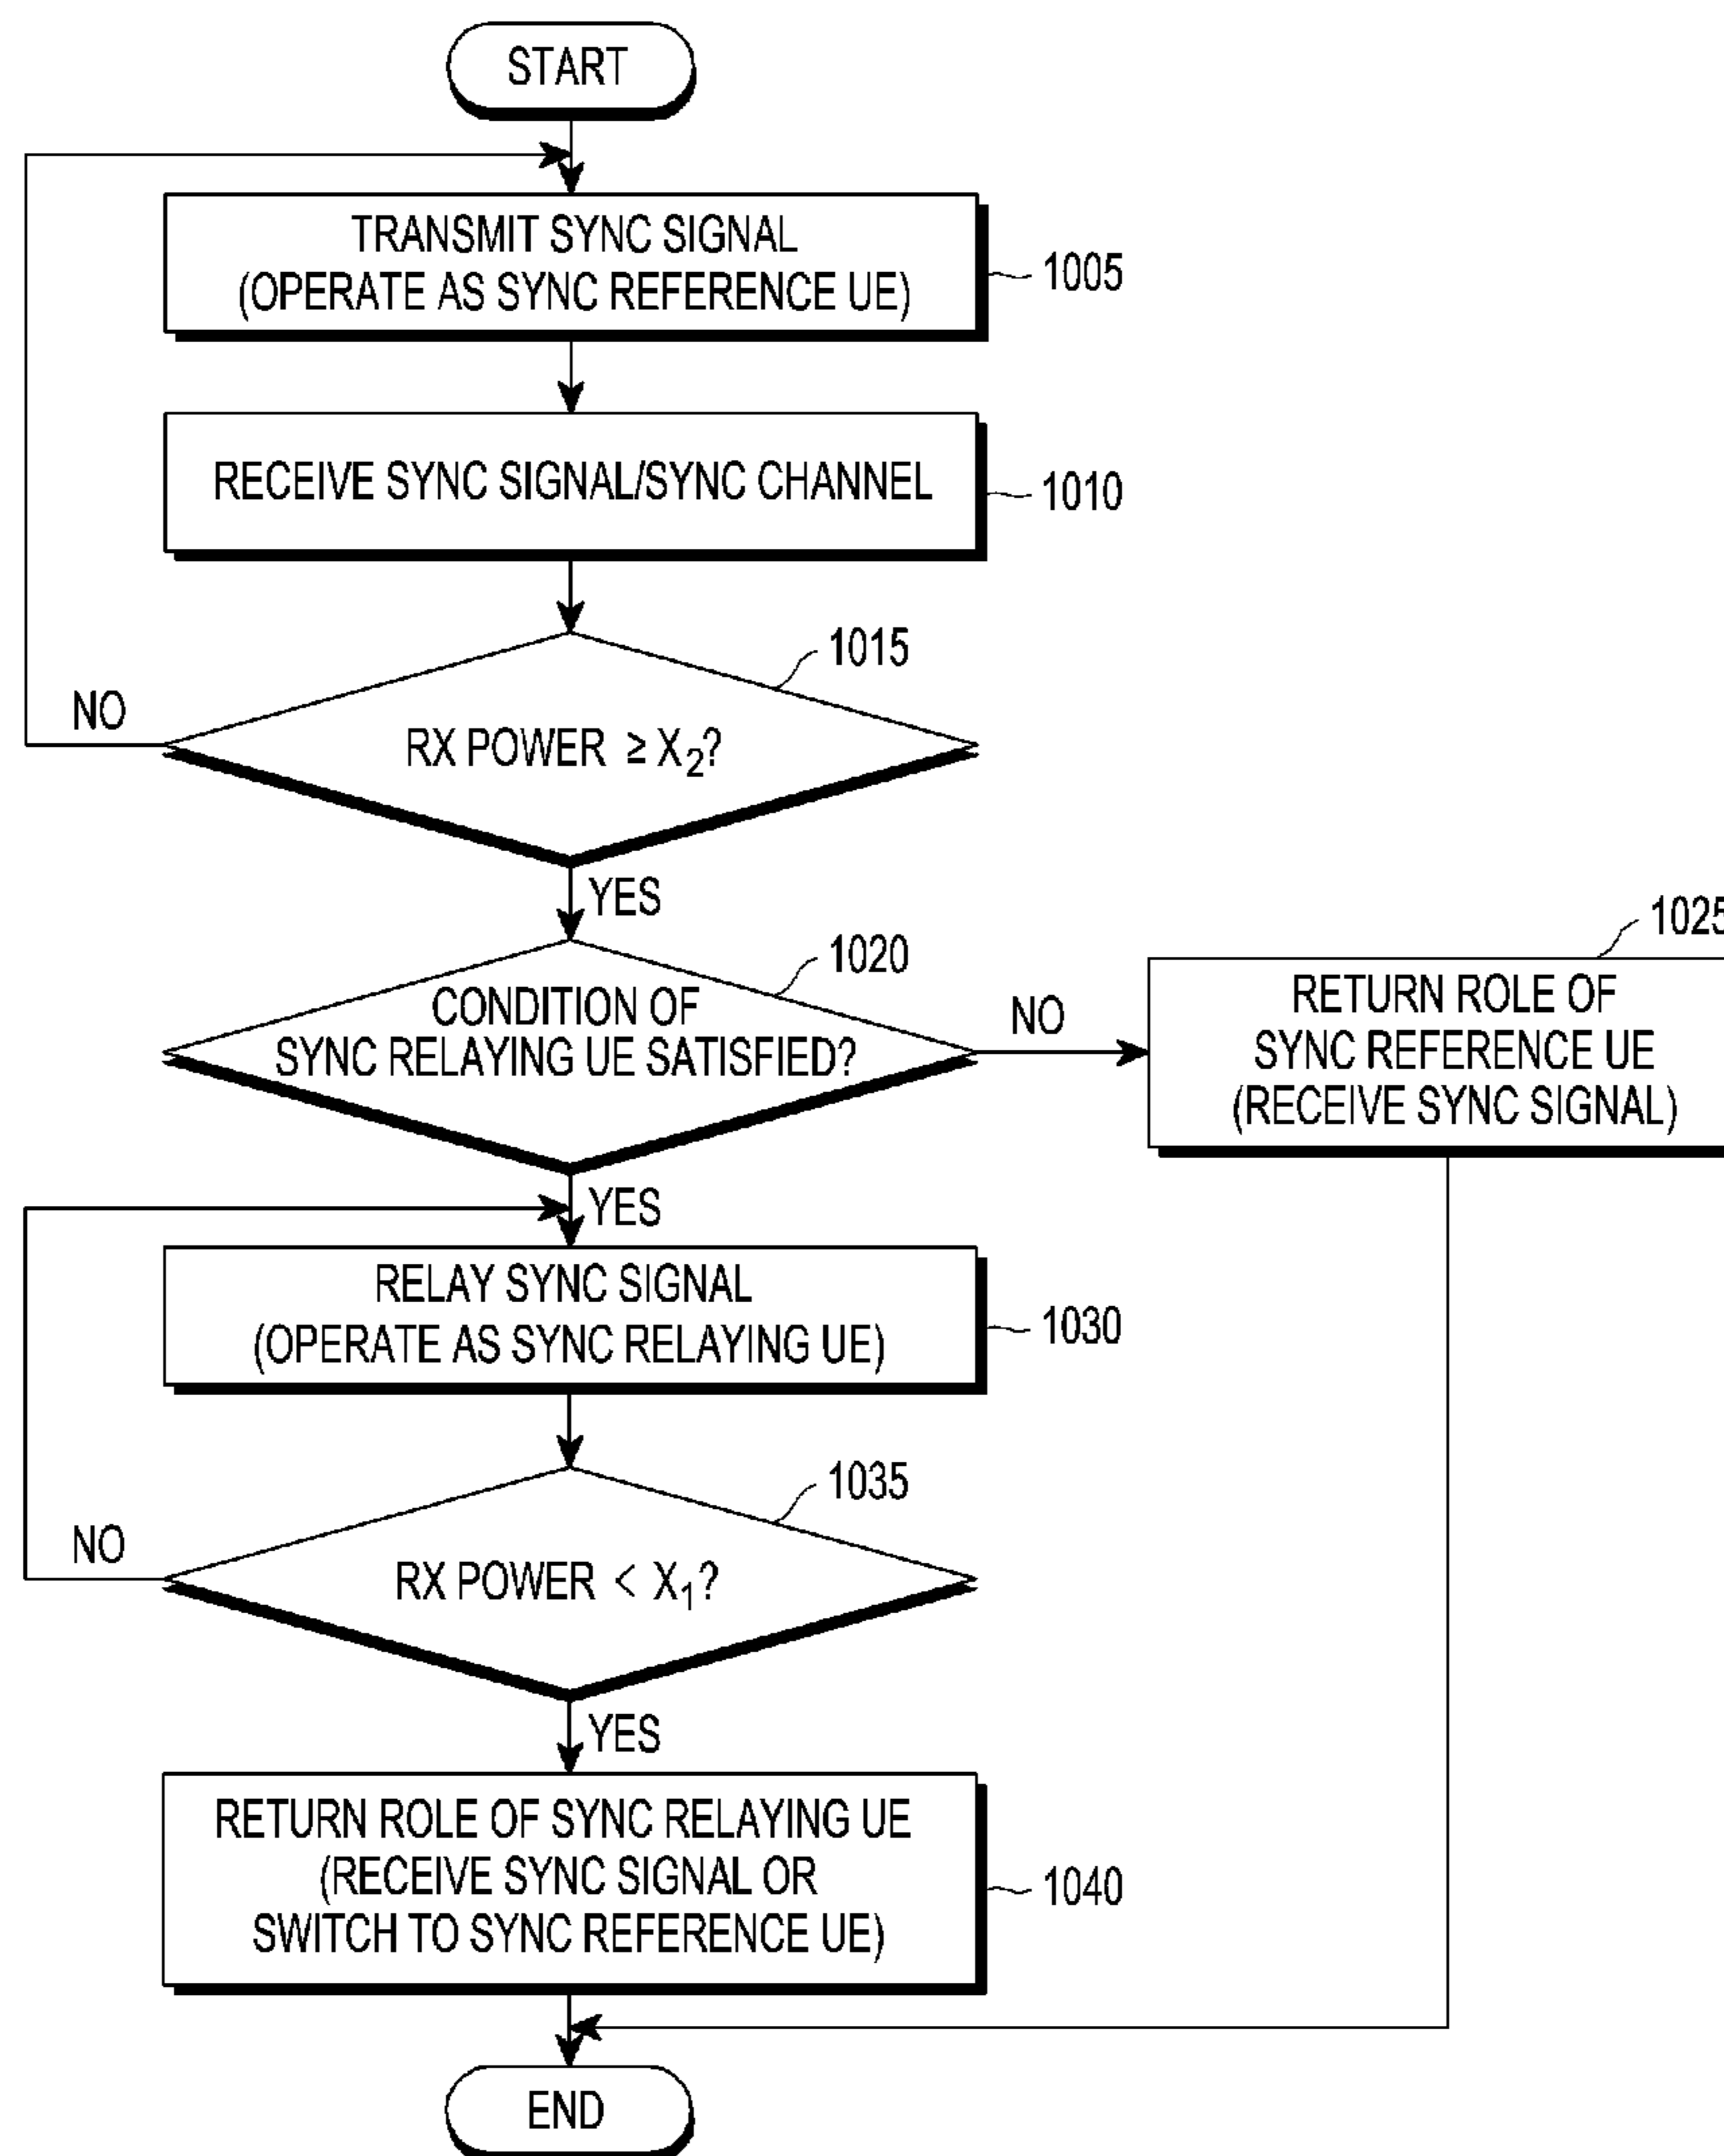 START
TRANSMIT SYNC SIGNAL
(OPERATE AS SYNC REFERENCE UE)
1005
RECEIVE SYNC SIGNAL/SYNC CHANNEL
1010
1015
NO
RX POWER ≥ X2?
YES
1020
CONDITION OF
SYNC RELAYING UE SATISFIED?
NO
1025
RETURN ROLE OF
SYNC REFERENCE UE
(RECEIVE SYNC SIGNAL)
YES
RELAY SYNC SIGNAL
(OPERATE AS SYNC RELAYING UE)
1030
1035
NO
RX POWER < X1?
YES
RETURN ROLE OF SYNC RELAYING UE
(RECEIVE SYNC SIGNAL OR
SWITCH TO SYNC REFERENCE UE)
1040
END